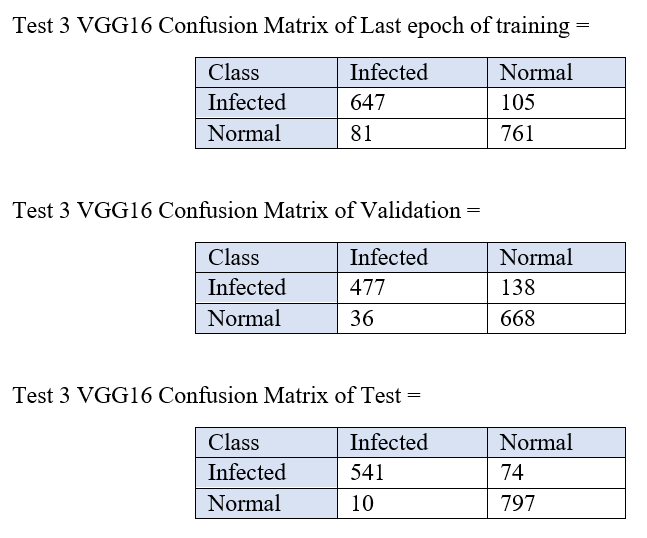 Test 3 VGG16 Confusion Matrix of Last epoch of training =
Class Infected Normal
Infected 647 105
Normal 81 761
Test 3 VGG16 Confusion Matrix of Validation =
Class Infected Normal
Infected 477 138
Normal 36 668
Test 3 VGG16 Confusion Matrix of Test =
Class Infected Normal
Infected 541 74
Normal 10 797